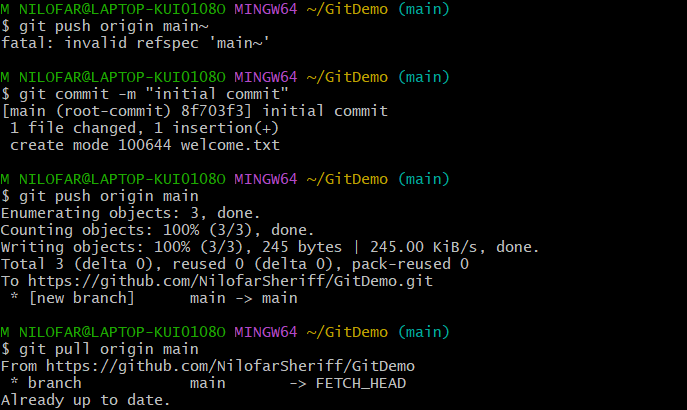 M NILOFAR@LAPTOP-KUI0108O MINGW64 ~/GitDemo (main)
$ git push origin main~
fatal: invalid refspec 'main~'
M NILOFAR@LAPTOP-KUI0108O MINGW64 ~/GitDemo (main)
$ git commit -m "initial commit"
[main (root-commit) 8f703f3] initial commit
 1 file changed, 1 insertion(+)
 create mode 100644 welcome.txt
M NILOFAR@LAPTOP-KUI0108O MINGW64 ~/GitDemo (main)
$ git push origin main
Enumerating objects: 3, done.
Counting objects: 100% (3/3), done.
Writing objects: 100% (3/3), 245 bytes | 245.00 KiB/s, done.
Total 3 (delta 0), reused 0 (delta 0), pack-reused 0
To https://github.com/NilofarSheriff/GitDemo.git
 * [new branch]      main -> main
M NILOFAR@LAPTOP-KUI0108O MINGW64 ~/GitDemo (main)
$ git pull origin main
From https://github.com/NilofarSheriff/GitDemo
 * branch            main       -> FETCH_HEAD
Already up to date.